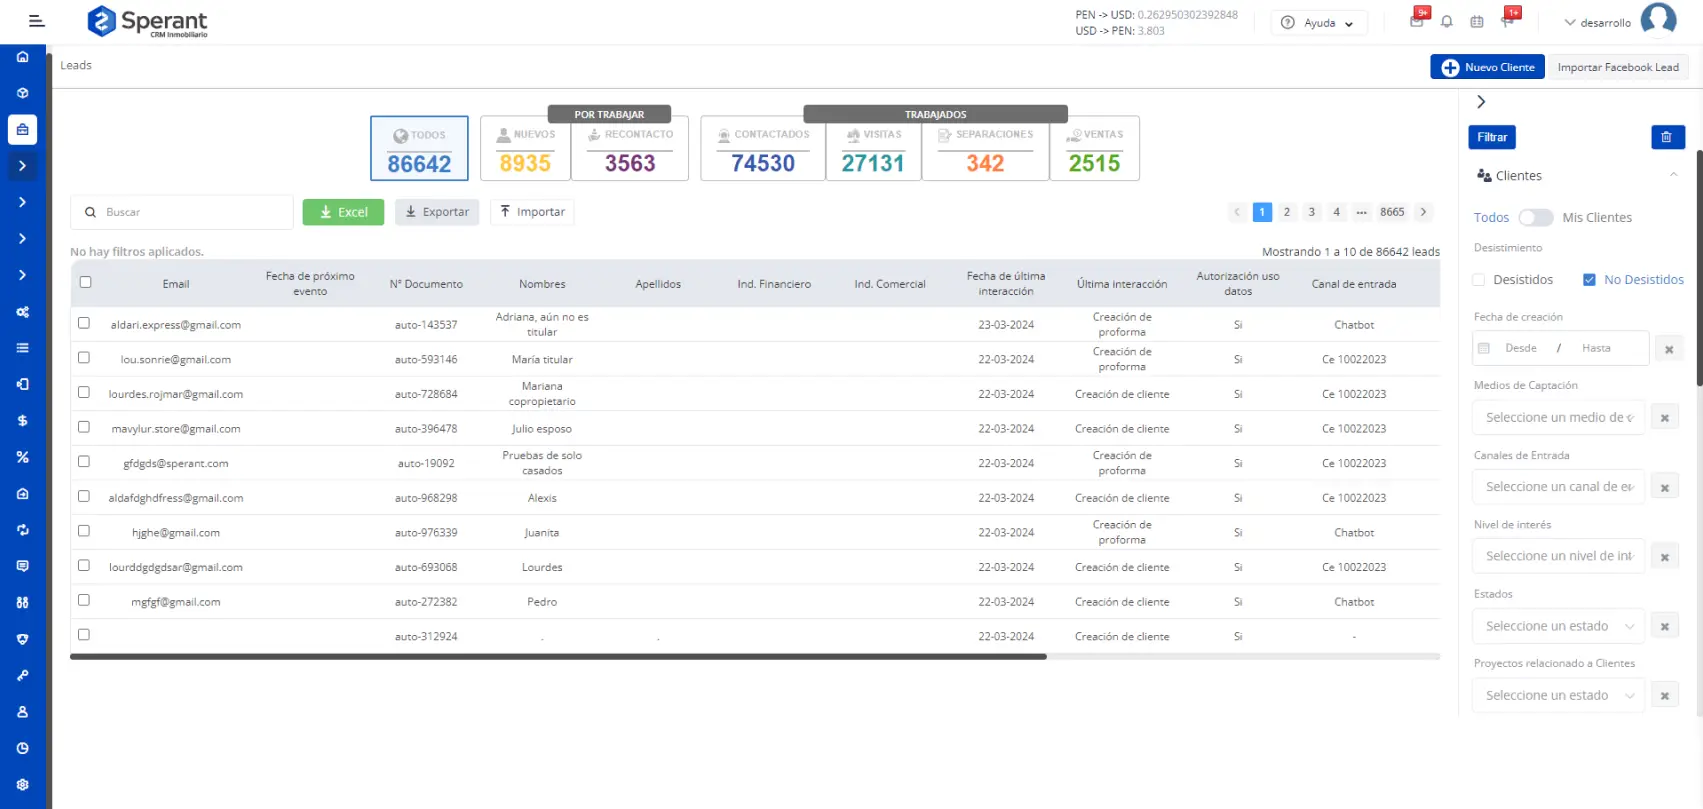 Sperant
CRM Inmobiliario
PEN -> USD: 0.262950302392848
USD -> PEN: 3.803
Ayuda
9+
1+
desarrollo
Leads
Nuevo Cliente
Importar Facebook Lead
POR TRABAJAR
TRABAJADOS
TODOS
86642
NUEVOS
8935
RECONTACTO
3563
CONTACTADOS
74530
VISITAS
27131
SEPARACIONES
342
VENTAS
2515
Buscar
Excel
Exportar
Importar
1 2 3 4 ••• 8665
No hay filtros aplicados.
Mostrando 1 a 10 de 86642 leads
Email Fecha de próximo evento N° Documento Nombres Apellidos Ind. Financiero Ind. Comercial Fecha de última interacción Última interacción Autorización uso datos Canal de entrada
aldari.express@gmail.com auto-143537 Adriana, aún no es titular 23-03-2024 Creación de proforma Si Chatbot
lou.sonrie@gmail.com auto-593146 María titular 22-03-2024 Creación de proforma Si Ce 10022023
lourdes.rojmar@gmail.com auto-728684 Mariana copropietario 22-03-2024 Creación de cliente Si Ce 10022023
mavylur.store@gmail.com auto-396478 Julio esposo 22-03-2024 Creación de cliente Si Ce 10022023
gfdgds@sperant.com auto-19092 Pruebas de solo casados 22-03-2024 Creación de proforma Si Ce 10022023
aldafdghdfress@gmail.com auto-968298 Alexis 22-03-2024 Creación de cliente Si Ce 10022023
hjghe@gmail.com auto-976339 Juanita 22-03-2024 Creación de proforma Si Chatbot
lourddgdgdsar@gmail.com auto-693068 Lourdes 22-03-2024 Creación de cliente Si Ce 10022023
mgfgf@gmail.com auto-272382 Pedro 22-03-2024 Creación de cliente Si Chatbot
auto-312924 . . 22-03-2024 Creación de cliente Si -
Filtrar
Clientes
Todos Mis Clientes
Desistimiento
Desistidos No Desistidos
Fecha de creación
Desde / Hasta
Medios de Captación
Seleccione un medio de
Canales de Entrada
Seleccione un canal de
Nivel de interés
Seleccione un nivel de
Estados
Seleccione un estado
Proyectos relacionado a Clientes
Seleccione un estado